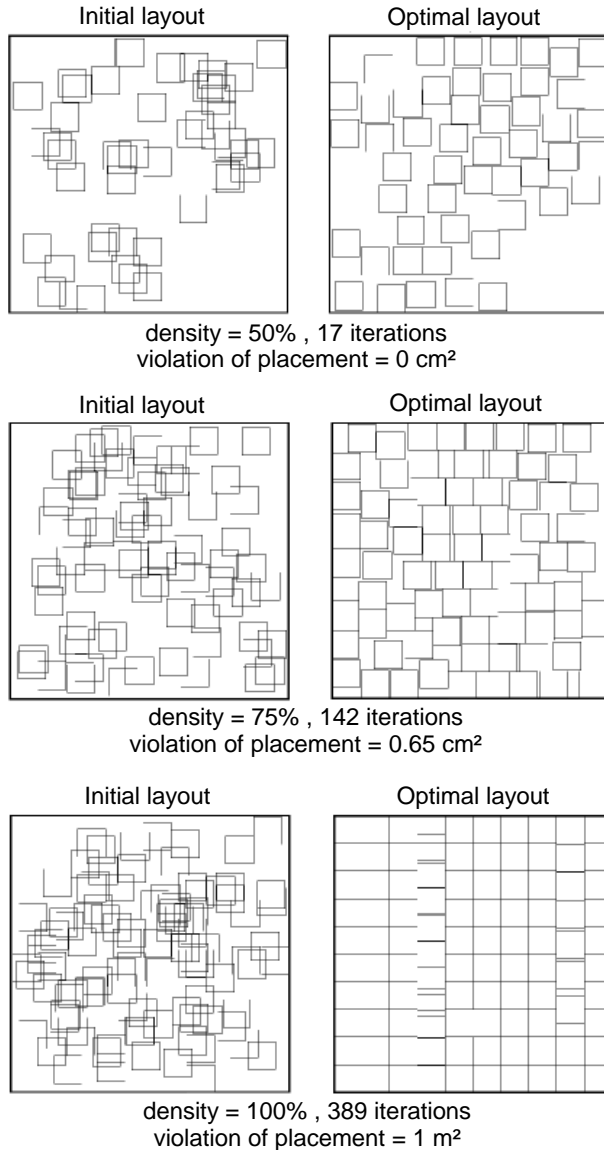 Initial layout
Optimal layout
density = 50% , 17 iterations
violation of placement = 0 cm²
Initial layout
Optimal layout
density = 75% , 142 iterations
violation of placement = 0.65 cm²
Initial layout
Optimal layout
density = 100% , 389 iterations
violation of placement = 1 m²